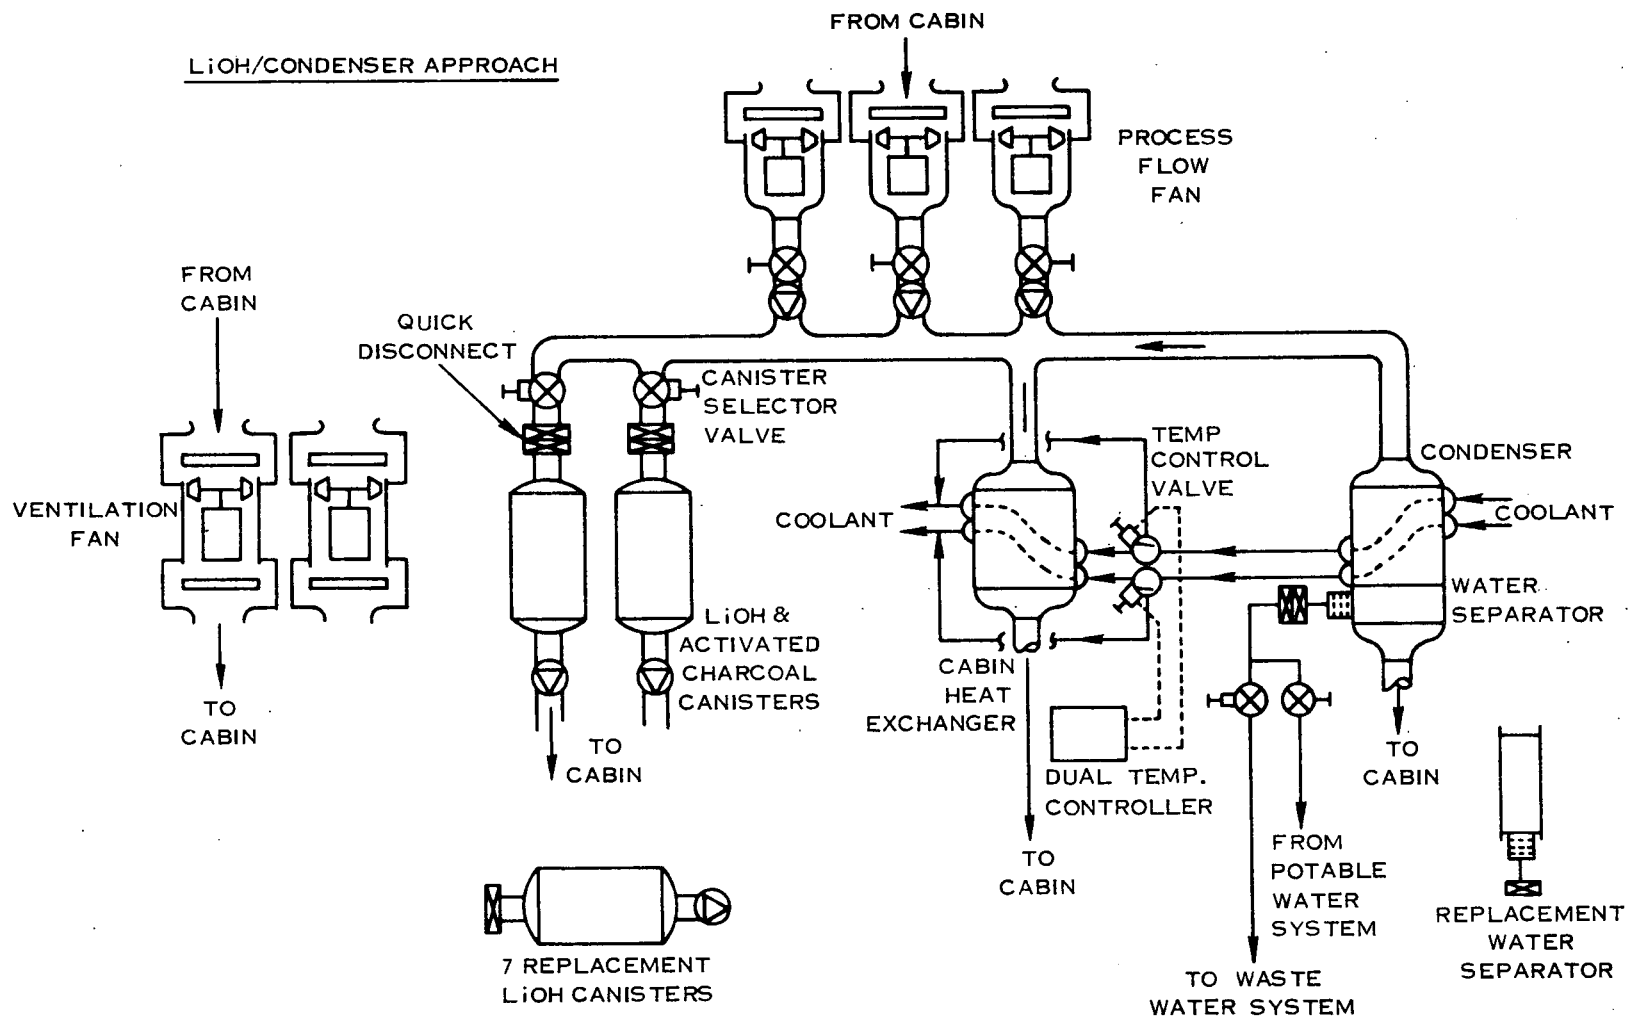 FROM CABIN
LiOH/CONDENSER APPROACH
PROCESS
FLOW
FAN
FROM
CABIN
QUICK
DISCONNECT
CANISTER
SELECTOR
VALVE
TEMP
CONTROL
VALVE
CONDENSER
VENTILATION
FAN
COOLANT
COOLANT
WATER
SEPARATOR
LiOH &
ACTIVATED
CHARCOAL
CANISTERS
CABIN
HEAT
EXCHANGER
TO
CABIN
TO
CABIN
DUAL TEMP.
CONTROLLER
TO
CABIN
TO
CABIN
FROM
POTABLE
WATER
SYSTEM
REPLACEMENT
WATER
SEPARATOR
7 REPLACEMENT
LiOH CANISTERS
TO WASTE
WATER SYSTEM